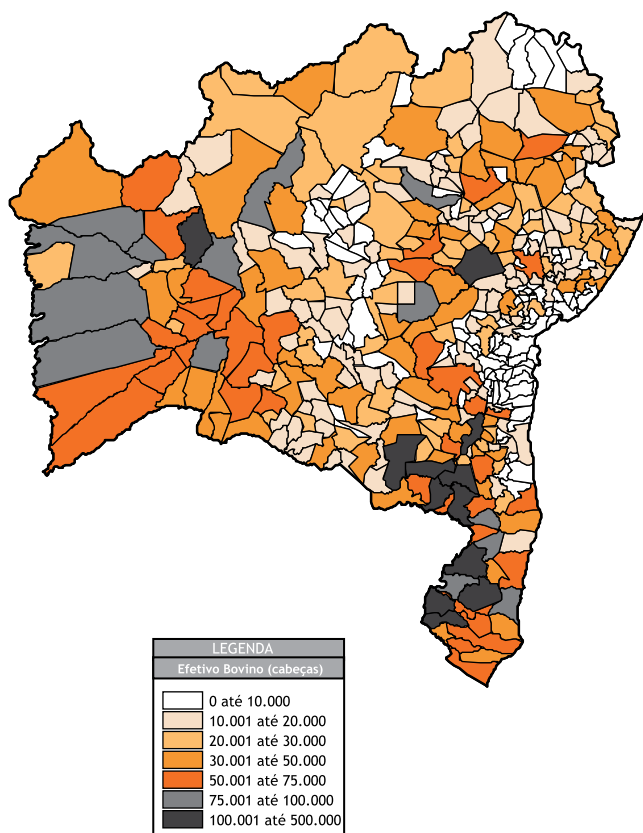 LEGENDA
Efetivo Bovino (cabeças)
0 até 10.000
10.001 até 20.000
20.001 até 30.000
30.001 até 50.000
50.001 até 75.000
75.001 até 100.000
100.001 até 500.000